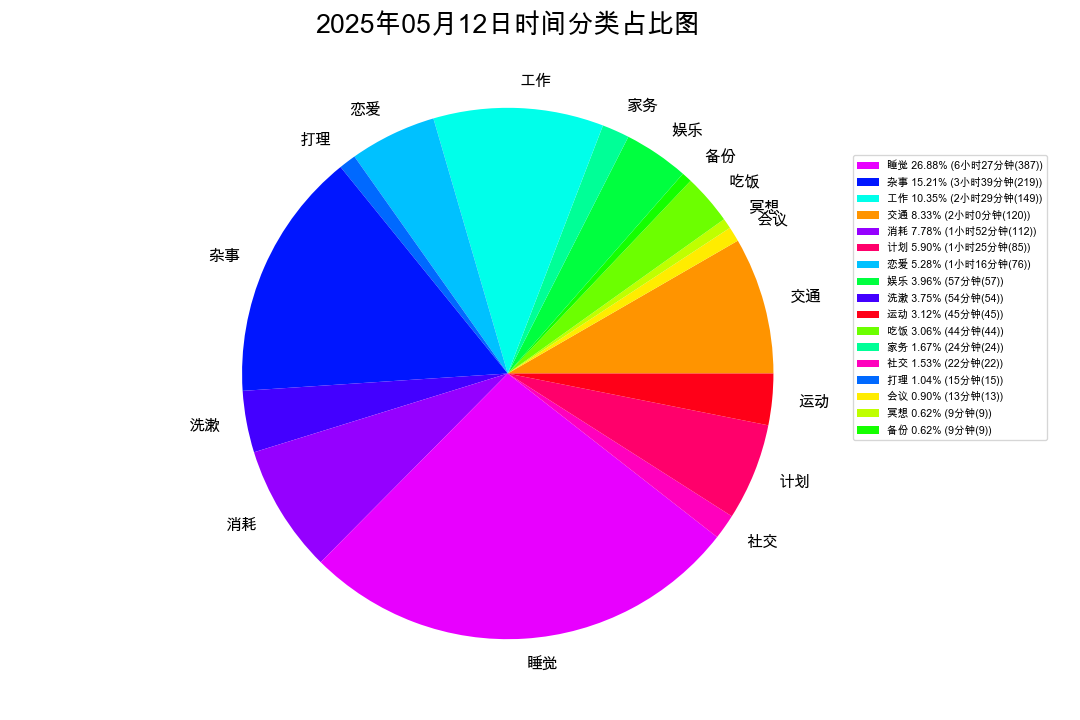 2025年05月12日时间分类占比图
工作
恋爱
家务
打理
娱乐
备份
吃饭
冥想
会议
杂事
交通
洗漱
运动
消耗
计划
社交
睡觉
睡觉 26.88% (6小时27分钟(387))
杂事 15.21% (3小时39分钟(219))
工作 10.35% (2小时29分钟(149))
交通 8.33% (2小时0分钟(120))
消耗 7.78% (1小时52分钟(112))
计划 5.90% (1小时25分钟(85))
恋爱 5.28% (1小时16分钟(76))
娱乐 3.96% (57分钟(57))
洗漱 3.75% (54分钟(54))
运动 3.12% (45分钟(45))
吃饭 3.06% (44分钟(44))
家务 1.67% (24分钟(24))
社交 1.53% (22分钟(22))
打理 1.04% (15分钟(15))
会议 0.90% (13分钟(13))
冥想 0.62% (9分钟(9))
备份 0.62% (9分钟(9))